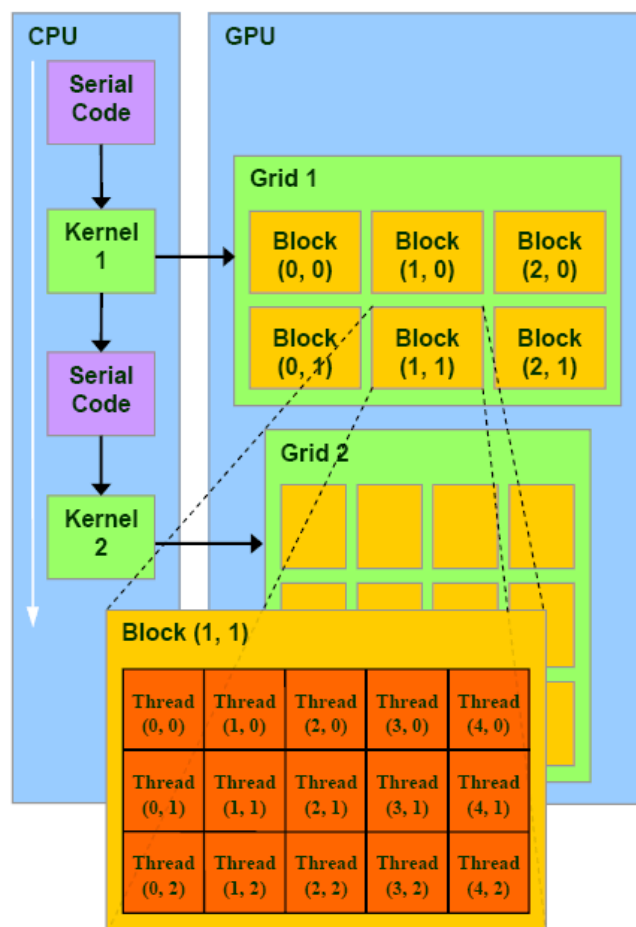 CPU
GPU
Serial
Code
Kernel
1
Serial
Code
Kernel
2
Grid 1
Block
(0, 0)
Block
(1, 0)
Block
(2, 0)
Block
(0, 1)
Block
(1, 1)
Block
(2, 1)
Grid 2
Block (1, 1)
Thread
(0, 0)
Thread
(1, 0)
Thread
(2, 0)
Thread
(3, 0)
Thread
(4, 0)
Thread
(0, 1)
Thread
(1, 1)
Thread
(2, 1)
Thread
(3, 1)
Thread
(4, 1)
Thread
(0, 2)
Thread
(1, 2)
Thread
(2, 2)
Thread
(3, 2)
Thread
(4, 2)